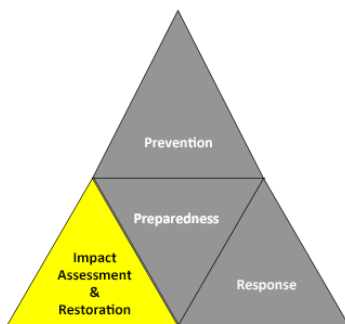 Prevention
Preparedness
Impact
Assessment
&
Restoration
Response